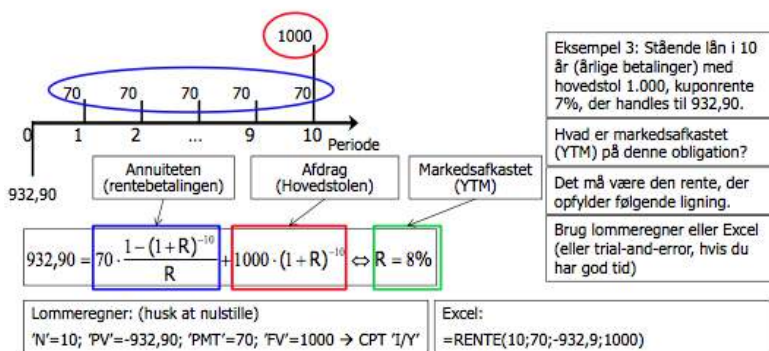 1000
70 70 70 70 70
0 1 2 ... 9 10 Periode
932,90
Annuiteten
(rentebetalingen)
Afdrag
(Hovedstolen)
Markedsafkastet
(YTM)
932,90 = 70 · \frac{1-(1+R)^{-10}}{R} + 1000 · (1+R)^{-10} ⇔ R = 8%
Eksempel 3: Stående lån i 10
år (årlige betalinger) med
hovedstol 1.000, kuponrente
7%, der handles til 932,90.
Hvad er markedsafkastet
(YTM) på denne obligation?
Det må være den rente, der
opfylder følgende ligning.
Brug lommeregner eller Excel
(eller trial-and-error, hvis du
har god tid)
Lommeregner: (husk at nulstille)
'N'=10; 'PV'=-932,90; 'PMT'=70; 'FV'=1000 → CPT 'I/Y'
Excel:
=RENTE(10;70;-932,9;1000)